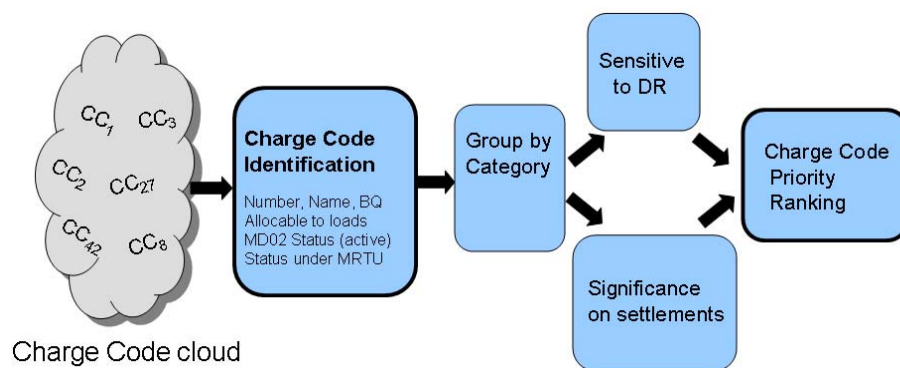 CC1
CC3
CC2
CC27
CC42
CC8
Charge Code cloud
Charge Code
Identification
Number, Name, BQ
Allocable to loads
MD02 Status (active)
Status under MRTU
Group by
Category
Sensitive
to DR
Significance
on settlements
Charge Code
Priority
Ranking